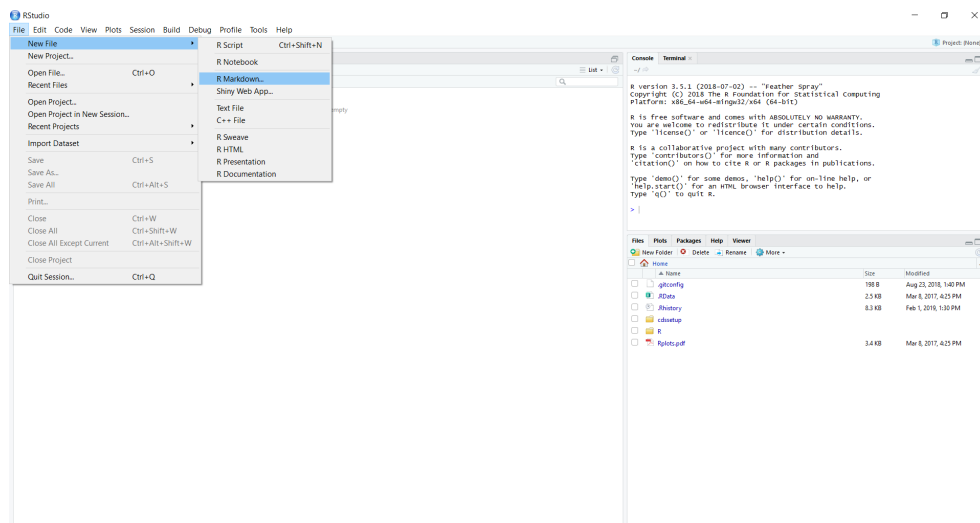 RStudio
File Edit Code View Plots Session Build Debug Profile Tools Help
Project: (None)
New File
New Project...
Open File... Ctrl+O
Recent Files
Open Project...
Open Project in New Session...
Recent Projects
Import Dataset
Save Ctrl+S
Save As...
Save All Ctrl+Alt+S
Print...
Close Ctrl+W
Close All Ctrl+Shift+W
Close All Except Current Ctrl+Alt+Shift+W
Close Project
Quit Session... Ctrl+Q
R Script Ctrl+Shift+N
R Notebook
R Markdown...
Shiny Web App...
Text File
C++ File
R Sweave
R HTML
R Presentation
R Documentation
List
Console Terminal ×
~/
R version 3.5.1 (2018-07-02) -- "Feather Spray"
Copyright (C) 2018 The R Foundation for Statistical Computing
Platform: x86_64-w64-mingw32/x64 (64-bit)
R is free software and comes with ABSOLUTELY NO WARRANTY.
You are welcome to redistribute it under certain conditions.
Type 'license()' or 'licence()' for distribution details.
R is a collaborative project with many contributors.
Type 'contributors()' for more information and
'citation()' on how to cite R or R packages in publications.
Type 'demo()' for some demos, 'help()' for on-line help, or
'help.start()' for an HTML browser interface to help.
Type 'q()' to quit R.
>
Files Plots Packages Help Viewer
New Folder Delete Rename More
Home
Name Size Modified
.gitconfig 198 B Aug 23, 2018, 1:40 PM
.RData 2.5 KB Mar 8, 2017, 4:25 PM
.Rhistory 8.3 KB Feb 1, 2019, 1:30 PM
cdssetup
R
Rplots.pdf 3.4 KB Mar 8, 2017, 4:25 PM